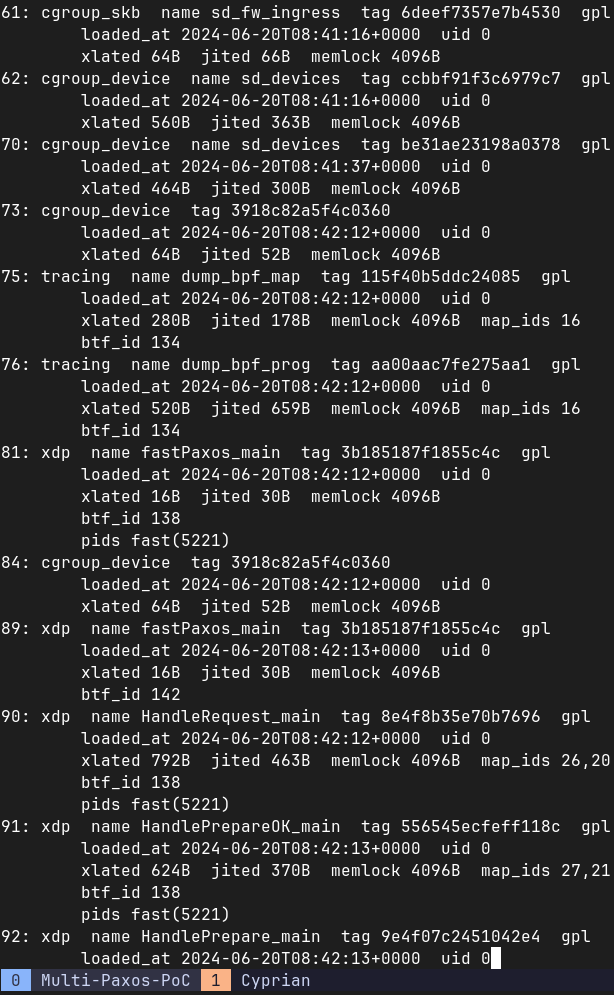 61: cgroup_skb  name sd_fw_ingress  tag 6deef7357e7b4530  gpl
        loaded_at 2024-06-20T08:41:16+0000  uid 0
        xlated 64B  jited 66B  memlock 4096B
62: cgroup_device  name sd_devices  tag ccbbf91f3c6979c7  gpl
        loaded_at 2024-06-20T08:41:16+0000  uid 0
        xlated 560B  jited 363B  memlock 4096B
70: cgroup_device  name sd_devices  tag be31ae23198a0378  gpl
        loaded_at 2024-06-20T08:41:37+0000  uid 0
        xlated 464B  jited 300B  memlock 4096B
73: cgroup_device  tag 3918c82a5f4c0360
        loaded_at 2024-06-20T08:42:12+0000  uid 0
        xlated 64B  jited 52B  memlock 4096B
75: tracing  name dump_bpf_map  tag 115f40b5ddc24085  gpl
        loaded_at 2024-06-20T08:42:12+0000  uid 0
        xlated 280B  jited 178B  memlock 4096B  map_ids 16
        btf_id 134
76: tracing  name dump_bpf_prog  tag aa00aac7fe275aa1  gpl
        loaded_at 2024-06-20T08:42:12+0000  uid 0
        xlated 520B  jited 659B  memlock 4096B  map_ids 16
        btf_id 134
81: xdp  name fastPaxos_main  tag 3b185187f1855c4c  gpl
        loaded_at 2024-06-20T08:42:12+0000  uid 0
        xlated 16B  jited 30B  memlock 4096B
        btf_id 138
        pids fast(5221)
84: cgroup_device  tag 3918c82a5f4c0360
        loaded_at 2024-06-20T08:42:12+0000  uid 0
        xlated 64B  jited 52B  memlock 4096B
89: xdp  name fastPaxos_main  tag 3b185187f1855c4c  gpl
        loaded_at 2024-06-20T08:42:13+0000  uid 0
        xlated 16B  jited 30B  memlock 4096B
        btf_id 142
90: xdp  name HandleRequest_main  tag 8e4f8b35e70b7696  gpl
        loaded_at 2024-06-20T08:42:12+0000  uid 0
        xlated 792B  jited 463B  memlock 4096B  map_ids 26,20
        btf_id 138
        pids fast(5221)
91: xdp  name HandlePrepareOK_main  tag 556545ecfeff118c  gpl
        loaded_at 2024-06-20T08:42:13+0000  uid 0
        xlated 624B  jited 370B  memlock 4096B  map_ids 27,21
        btf_id 138
        pids fast(5221)
92: xdp  name HandlePrepare_main  tag 9e4f07c2451042e4  gpl
        loaded_at 2024-06-20T08:42:13+0000  uid 0
0 Multi-Paxos-PoC 1 Cyprian